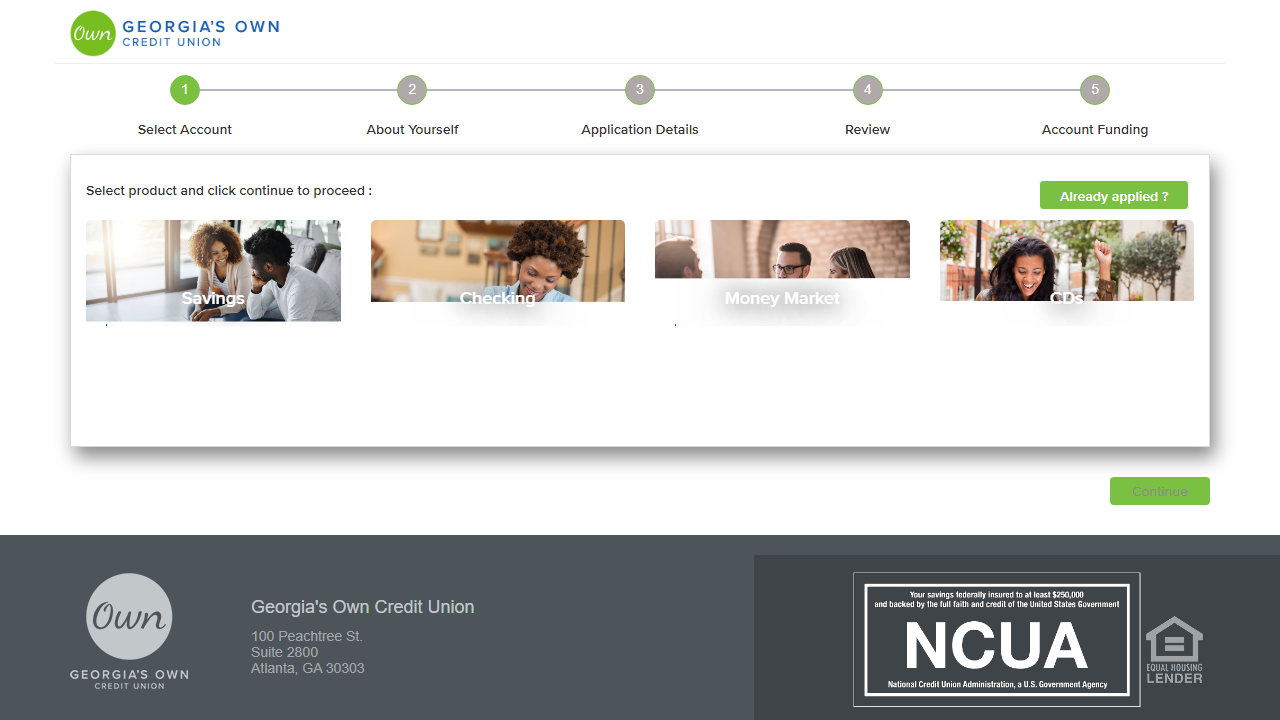 Own
GEORGIA'S OWN
CREDIT UNION
1
2
3
4
5
Select Account
About Yourself
Application Details
Review
Account Funding
Select product and click continue to proceed :
Already applied ?
Savings
Checking
Money Market
CDs
Continue
Own
GEORGIA'S OWN
CREDIT UNION
Georgia's Own Credit Union
100 Peachtree St.
Suite 2800
Atlanta, GA 30303
Your savings federally insured to at least $250,000
and backed by the full faith and credit of the United States Government
NCUA
National Credit Union Administration, a U.S. Government Agency
EQUAL HOUSING
LENDER